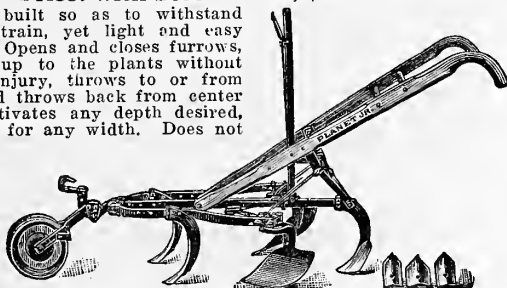 built so as to withstand
train, yet light and easy
Opens and closes furrows,
up to the plants without
njury, throws to or from
d throws back from center
tivates any depth desired,
for any width. Does not
PLANET JR.